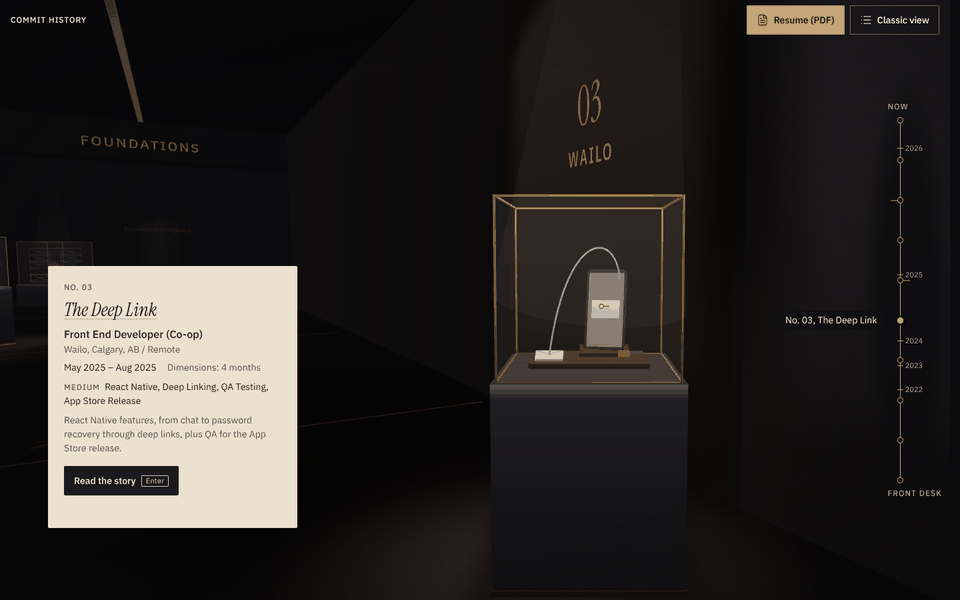 COMMIT HISTORY
Resume (PDF)
Classic view
FOUNDATIONS
03
WAILO
NO. 03
The Deep Link
Front End Developer (Co-op)
Wailo, Calgary, AB / Remote
May 2025 – Aug 2025 Dimensions: 4 months
MEDIUM React Native, Deep Linking, QA Testing,
App Store Release
React Native features, from chat to password
recovery through deep links, plus QA for the App
Store release.
Read the story Enter
NOW
2026
2025
No. 03, The Deep Link
2024
2023
2022
FRONT DESK